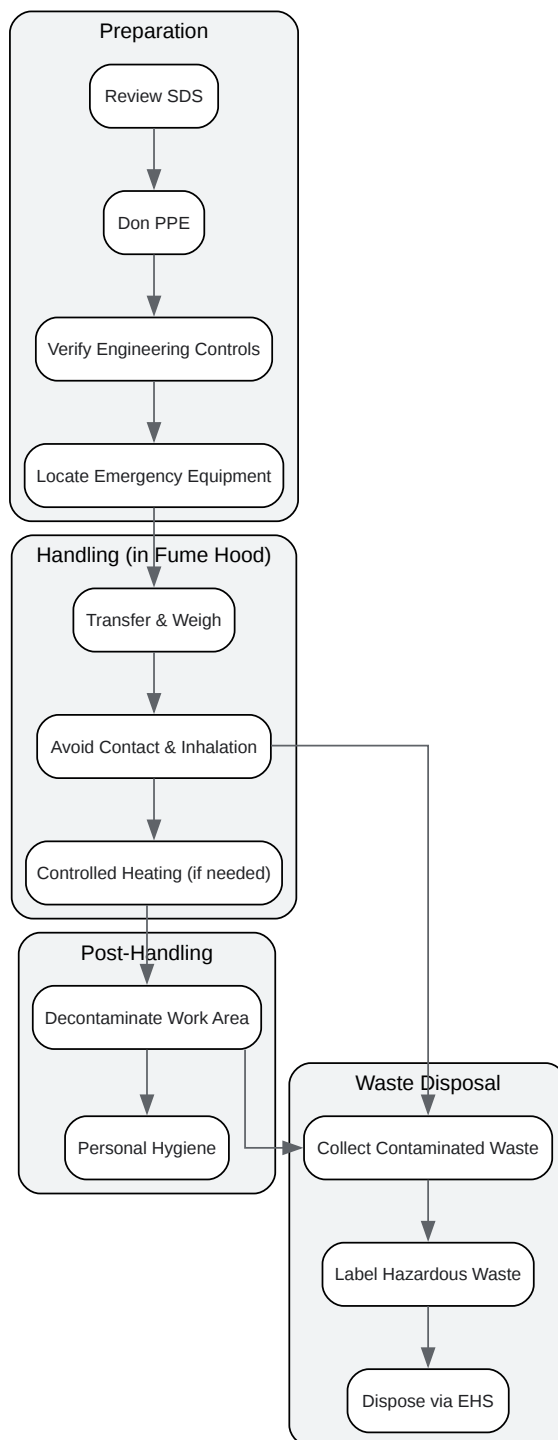 Preparation
Review SDS
Don PPE
Verify Engineering Controls
Locate Emergency Equipment
Handling (in Fume Hood)
Transfer & Weigh
Avoid Contact & Inhalation
Controlled Heating (if needed)
Post-Handling
Decontaminate Work Area
Personal Hygiene
Waste Disposal
Collect Contaminated Waste
Label Hazardous Waste
Dispose via EHS